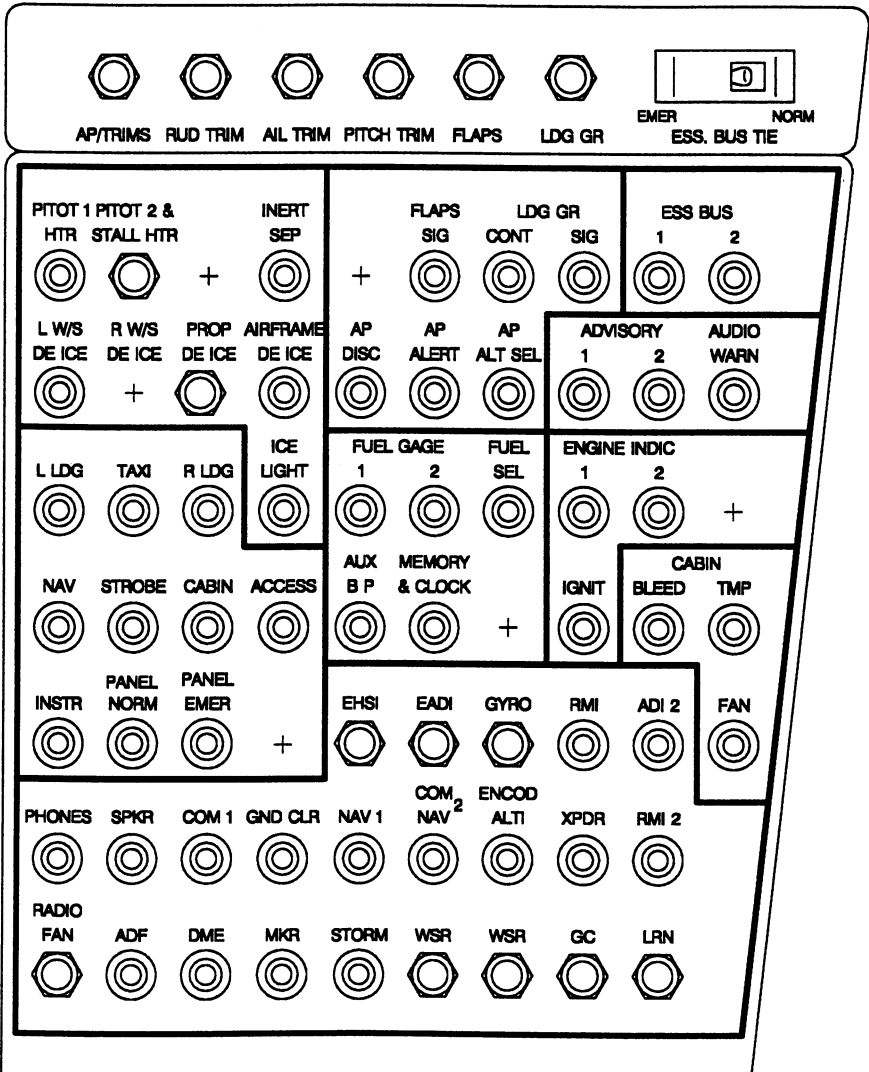 EMER NORM
AP/TRIMS RUD TRIM AIL TRIM PITCH TRIM FLAPS LDG GR ESS. BUS TIE
PITOT 1 PITOT 2 & INERT FLAPS LDG GR ESS BUS
HTR STALL HTR SEP SIG CONT SIG 1 2
L W/S R W/S PROP AIRFRAME AP AP AP ADVISORY AUDIO
DE ICE DE ICE DE ICE DE ICE DISC ALERT ALT SEL 1 2 WARN
ICE FUEL GAGE FUEL ENGINE INDIC
L LDG TAXI R LDG LIGHT 1 2 SEL 1 2
AUX MEMORY CABIN
NAV STROBE CABIN ACCESS B P & CLOCK IGNIT BLEED TMP
PANEL PANEL
INSTR NORM EMER EHSI EADI GYRO RMI ADI 2 FAN
COM 2 ENCOD
PHONES SPKR COM 1 GND CLR NAV 1 NAV ALTI XPDR RMI 2
RADIO
FAN ADF DME MKR STORM WSR WSR GC LRN